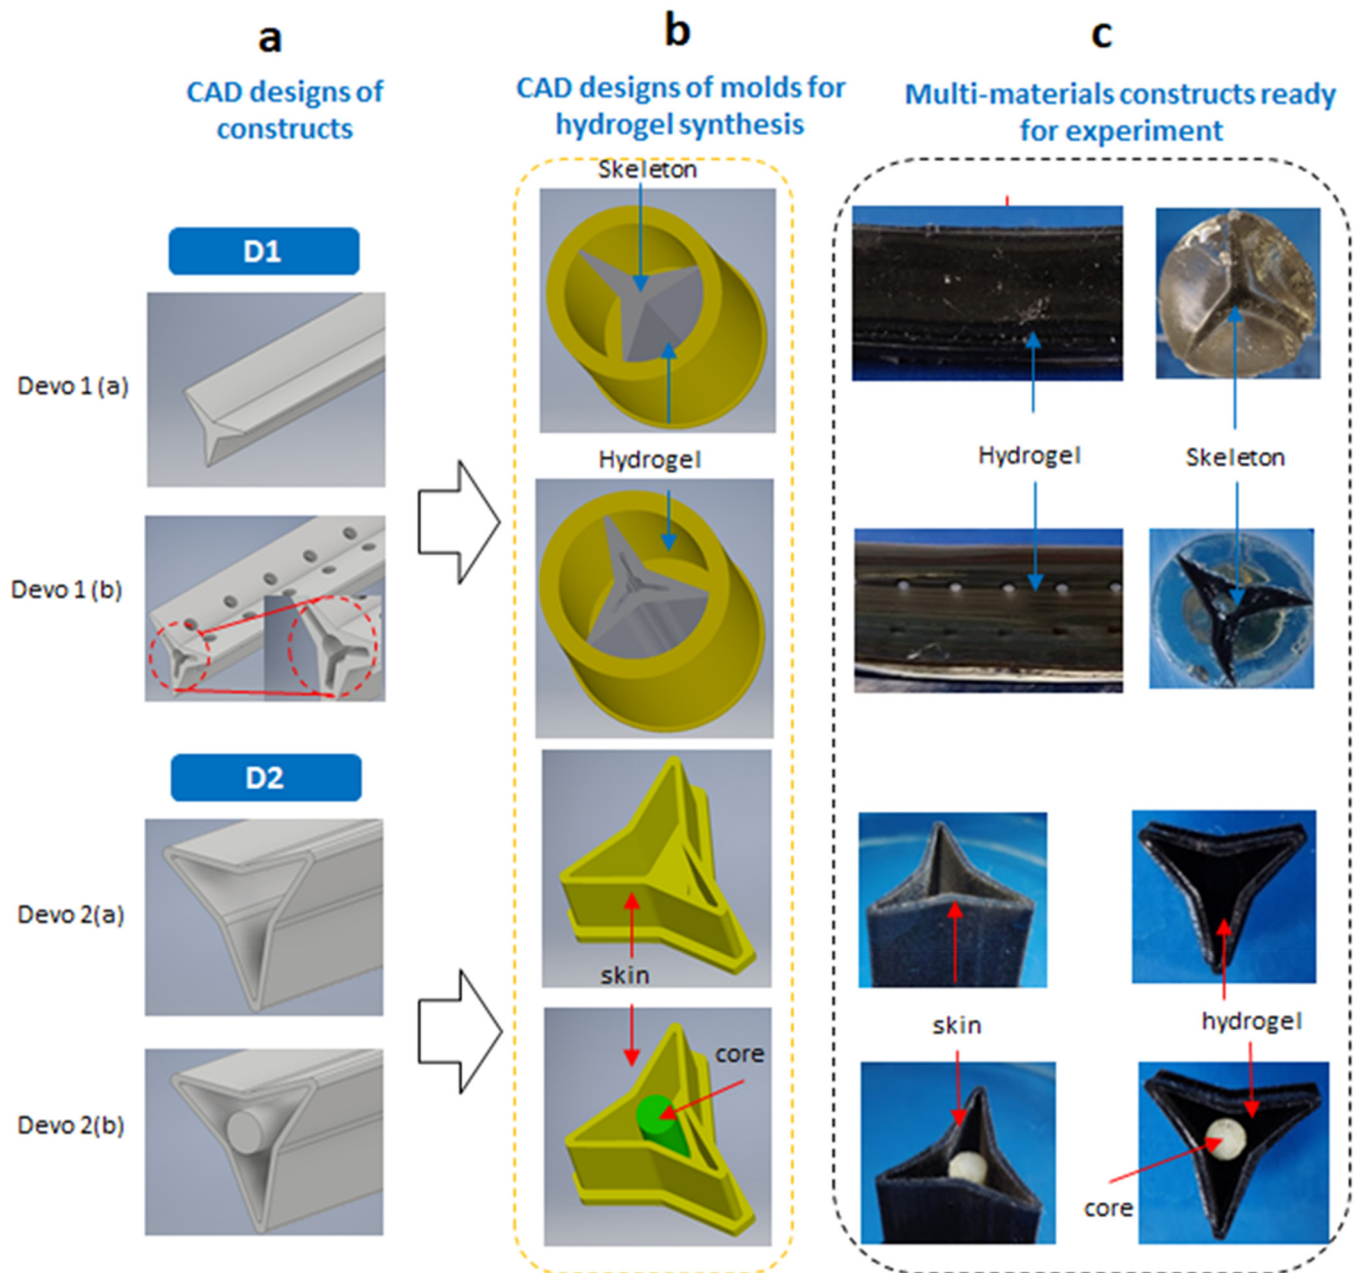 a
CAD designs of
constructs
D1
Devo 1 (a)
Devo 1 (b)
D2
Devo 2(a)
Devo 2(b)
b
CAD designs of molds for
hydrogel synthesis
Skeleton
Hydrogel
skin
core
c
Multi-materials constructs ready
for experiment
Hydrogel
Skeleton
skin
hydrogel
core